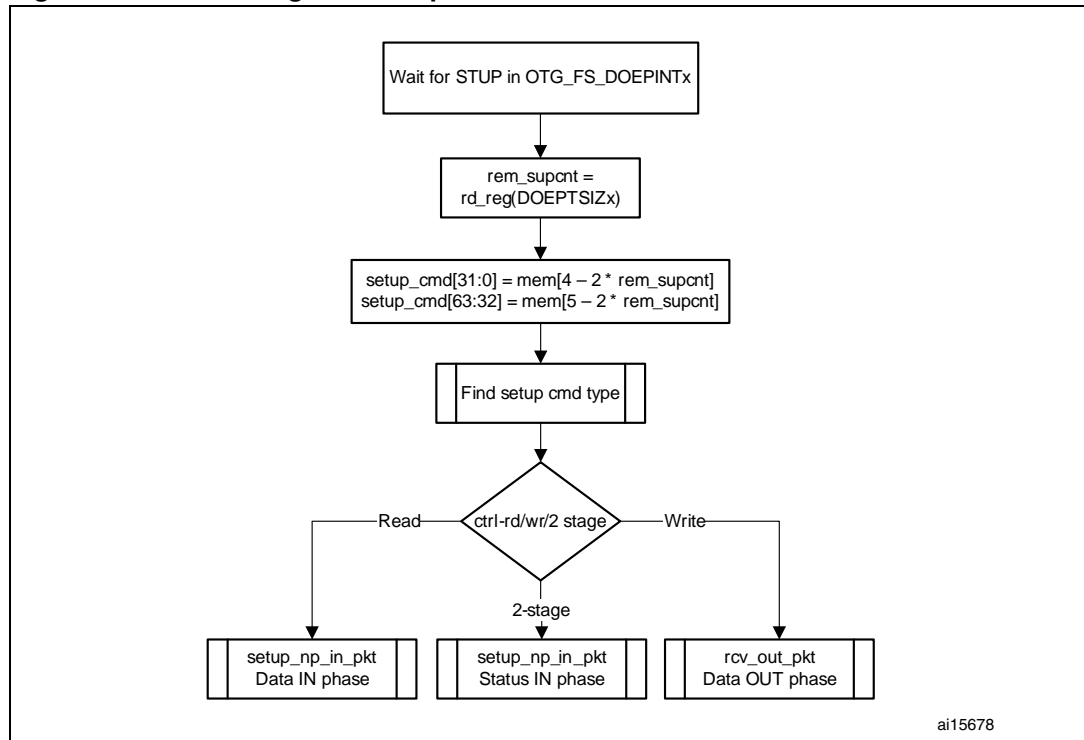 Wait for STUP in OTG_FS_DOEPINTx
rem_supcnt =
rd_reg(DOEPTSIZx)
setup_cmd[31:0] = mem[4 – 2 * rem_supcnt]
setup_cmd[63:32] = mem[5 – 2 * rem_supcnt]
Find setup cmd type
Read
ctrl-rd/wr/2 stage
Write
2-stage
setup_np_in_pkt
Data IN phase
setup_np_in_pkt
Status IN phase
rcv_out_pkt
Data OUT phase
ai15678